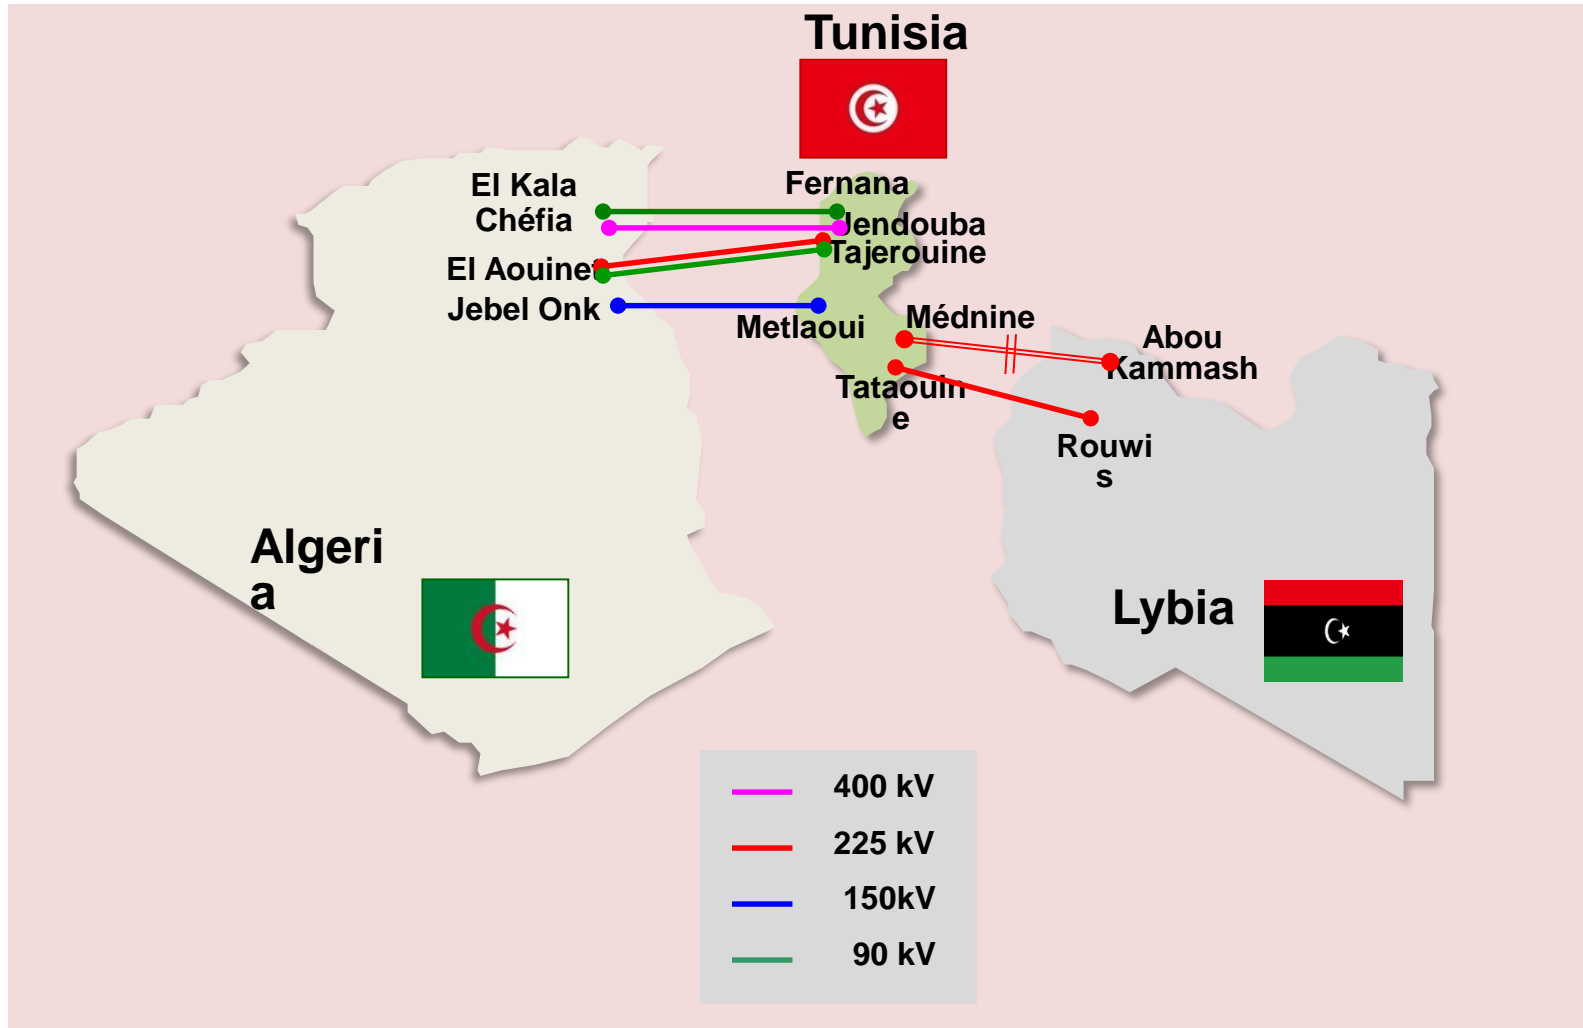 Tunisia
El Kala
Chéfia
Fernana
Jendouba
Tajerouine
El Aouinet
Jebel Onk
Metlaoui
Médnine
Abou
Kammash
Tataouin
e
Rouwi
s
Algeri
a
Lybia
400 kV
225 kV
150kV
90 kV